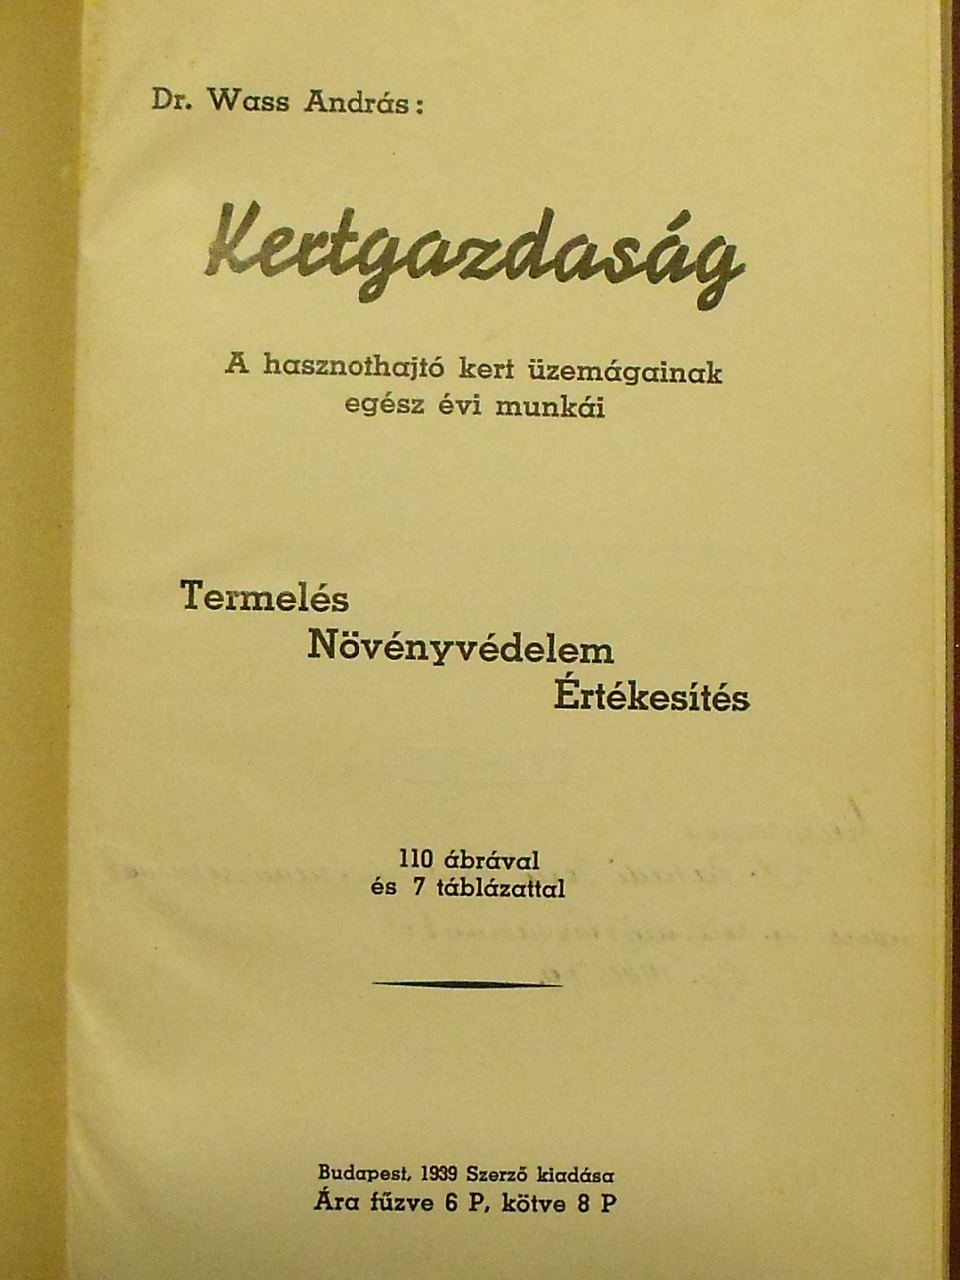 Dr. Wass András:
Kertgazdaság
A hasznothajtó kert üzemágainak
egész évi munkái
Termelés
Növényvédelem
Értékesítés
110 ábrával
és 7 táblázattal
Budapest, 1939 Szerző kiadása
Ára fűzve 6 P, kötve 8 P